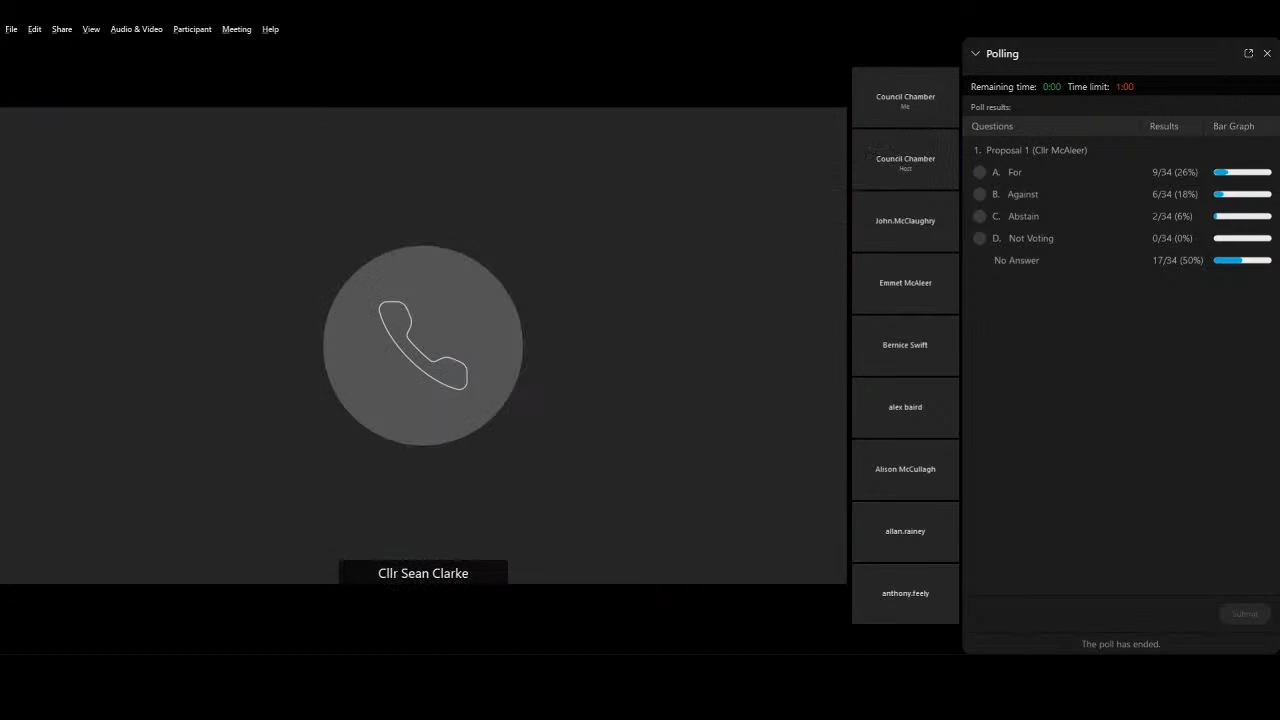 File Edit Share View Audio & Video Participant Meeting Help
Polling
Remaining time: 0:00 Time limit: 1:00
Poll results:
Questions Results Bar Graph
1. Proposal 1 (Cllr McAleer)
A. For 9/34 (26%)
B. Against 6/34 (18%)
C. Abstain 2/34 (6%)
D. Not Voting 0/34 (0%)
No Answer 17/34 (50%)
Submit
The poll has ended.
Council Chamber
Me
Council Chamber
Host
John.McClaughry
Emmet McAleer
Bernice Swift
alex baird
Alison McCullagh
allan.rainey
anthony.feely
Cllr Sean Clarke